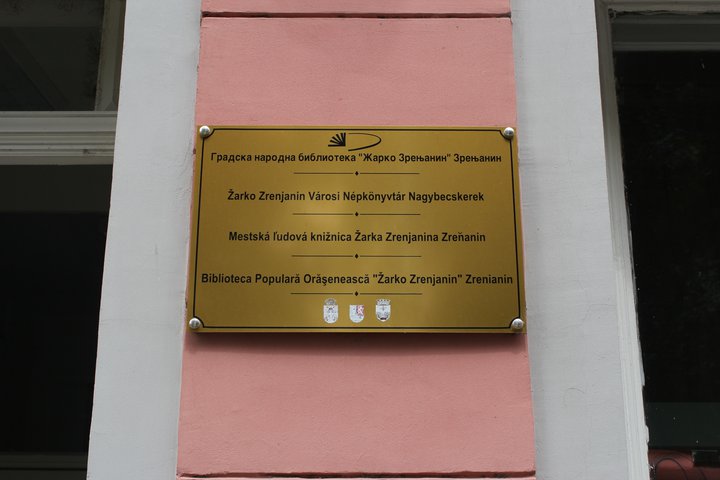 Градска народна библиотека "Жарко Зрењанин" Зрењанин
Žarko Zrenjanin Városi Népkönyvtár Nagybecskerek
Mestská ľudová knižnica Žarka Zrenjanina Zreňanin
Biblioteca Populară Orăşenească "Žarko Zrenjanin" Zrenianin